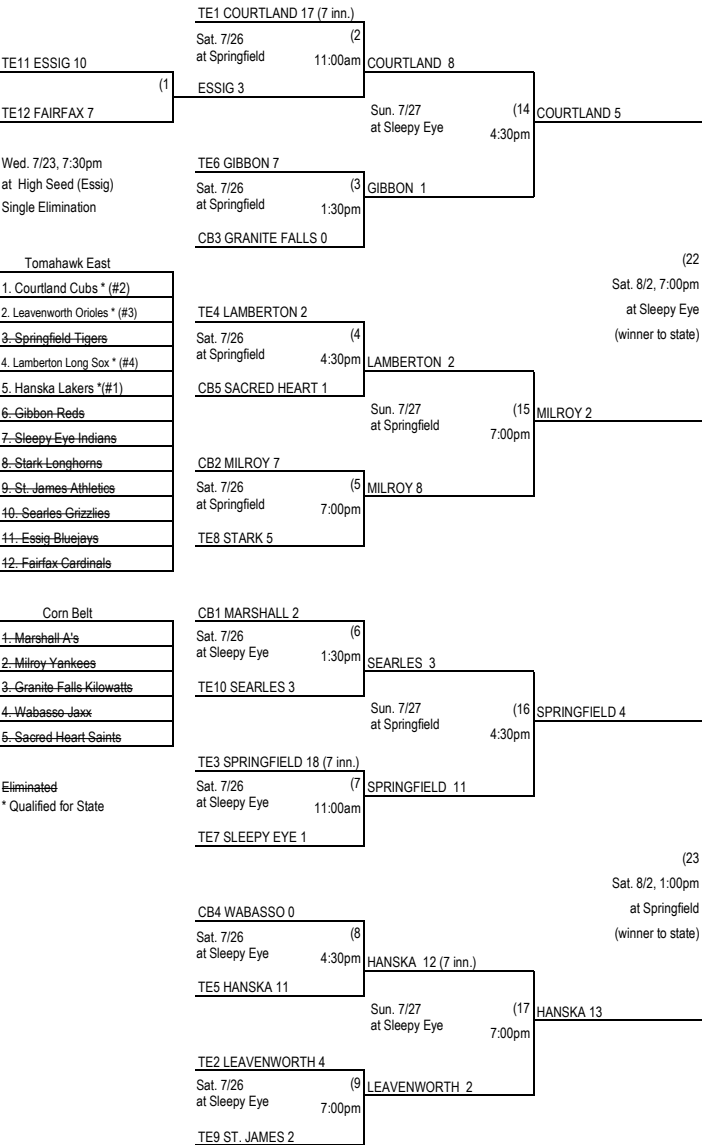 TE1 COURTLAND 17 (7 inn.)
Sat. 7/26 (2
at Springfield 11:00am COURTLAND 8
TE11 ESSIG 10
(1 ESSIG 3
TE12 FAIRFAX 7
Sun. 7/27 (14 COURTLAND 5
at Sleepy Eye 4:30pm
Wed. 7/23, 7:30pm
at High Seed (Essig)
Single Elimination
TE6 GIBBON 7
Sat. 7/26 (3 GIBBON 1
at Springfield 1:30pm
CB3 GRANITE FALLS 0
Tomahawk East
1. Courtland Cubs * (#2)
2. Leavenworth Orioles * (#3)
3. Springfield Tigers
4. Lamberton Long Sox * (#4)
5. Hanska Lakers *(#1)
6. Gibbon Reds
7. Sleepy Eye Indians
8. Stark Longhorns
9. St. James Athletics
10. Searles Grizzlies
11. Essig Bluejays
12. Fairfax Cardinals
(22
Sat. 8/2, 7:00pm
at Sleepy Eye
(winner to state)
TE4 LAMBERTON 2
Sat. 7/26 (4
at Springfield 4:30pm LAMBERTON 2
CB5 SACRED HEART 1
Sun. 7/27 (15 MILROY 2
at Springfield 7:00pm
CB2 MILROY 7
Sat. 7/26 (5 MILROY 8
at Springfield 7:00pm
TE8 STARK 5
Corn Belt
1. Marshall A's
2. Milroy Yankees
3. Granite Falls Kilowatts
4. Wabasso Jaxx
5. Sacred Heart Saints
Eliminated
* Qualified for State
CB1 MARSHALL 2
Sat. 7/26 (6
at Sleepy Eye 1:30pm SEARLES 3
TE10 SEARLES 3
Sun. 7/27 (16 SPRINGFIELD 4
at Springfield 4:30pm
TE3 SPRINGFIELD 18 (7 inn.)
Sat. 7/26 (7 SPRINGFIELD 11
at Sleepy Eye 11:00am
TE7 SLEEPY EYE 1
(23
Sat. 8/2, 1:00pm
at Springfield
(winner to state)
CB4 WABASSO 0
Sat. 7/26 (8
at Sleepy Eye 4:30pm HANSKA 12 (7 inn.)
TE5 HANSKA 11
Sun. 7/27 (17 HANSKA 13
at Sleepy Eye 7:00pm
TE2 LEAVENWORTH 4
Sat. 7/26 (9 LEAVENWORTH 2
at Sleepy Eye 7:00pm
TE9 ST. JAMES 2